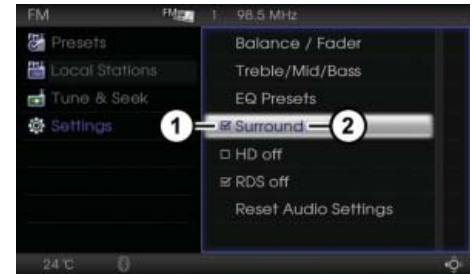 FM FM 1 98.5 MHz
Presets
Local Stations
Tune & Seek
Settings
Balance / Fader
Treble/Mid/Bass
EQ Presets
1 Surround 2
HD off
RDS off
Reset Audio Settings
24°C